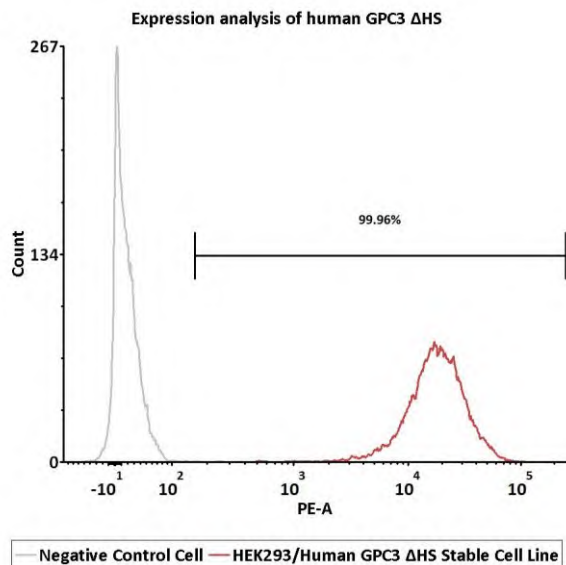 Expression analysis of human GPC3 ΔHS
267
99.96%
Count
134
0
-10 1 10 2 10 3 10 4 10 5
PE-A
Negative Control Cell HEK293/Human GPC3 ΔHS Stable Cell Line